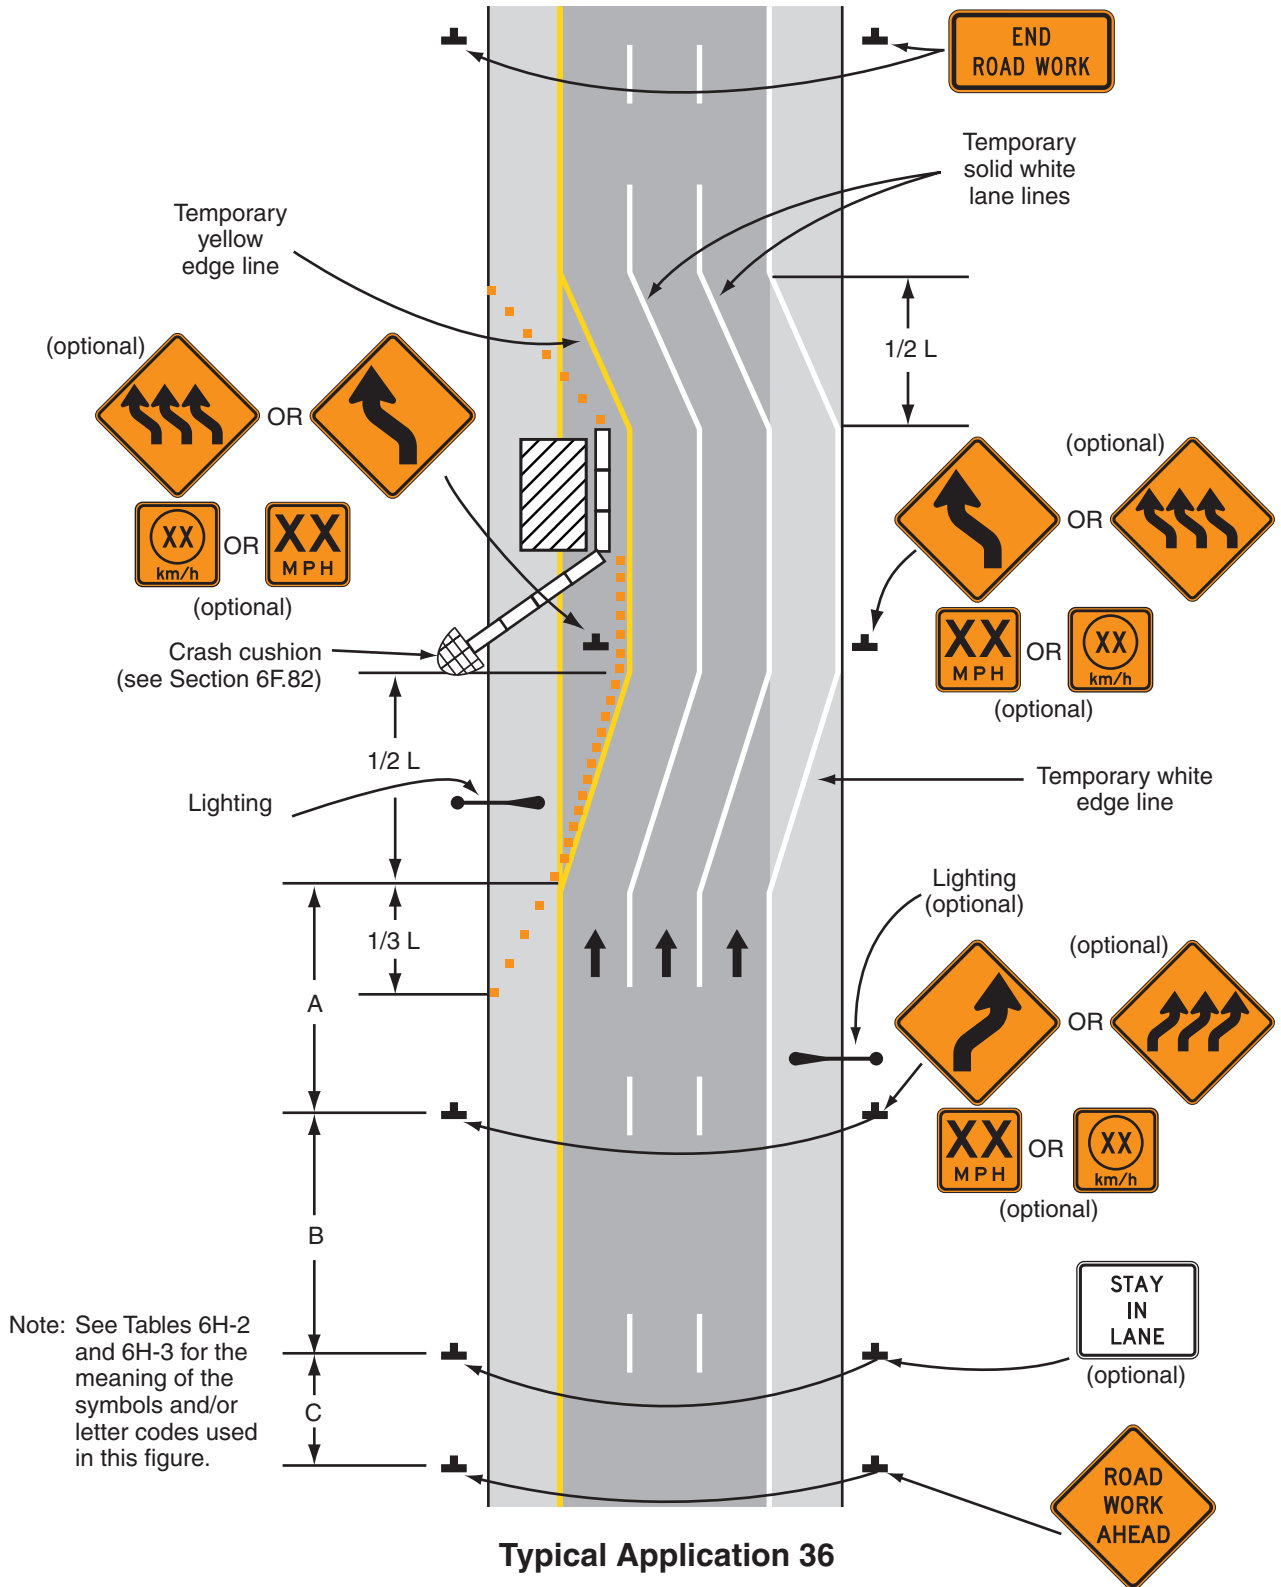 END
ROAD WORK
Temporary
solid white
lane lines
Temporary
yellow
edge line
1/2 L
(optional)
OR
XX
km/h
OR
XX
MPH
(optional)
(optional)
OR
XX
MPH
OR
XX
km/h
(optional)
Crash cushion
(see Section 6F.82)
1/2 L
Lighting
Temporary white
edge line
Lighting
(optional)
1/3 L
A
(optional)
OR
XX
MPH
OR
XX
km/h
(optional)
B
STAY
IN
LANE
(optional)
Note: See Tables 6H-2
and 6H-3 for the
meaning of the
symbols and/or
letter codes used
in this figure.
C
ROAD
WORK
AHEAD
Typical Application 36